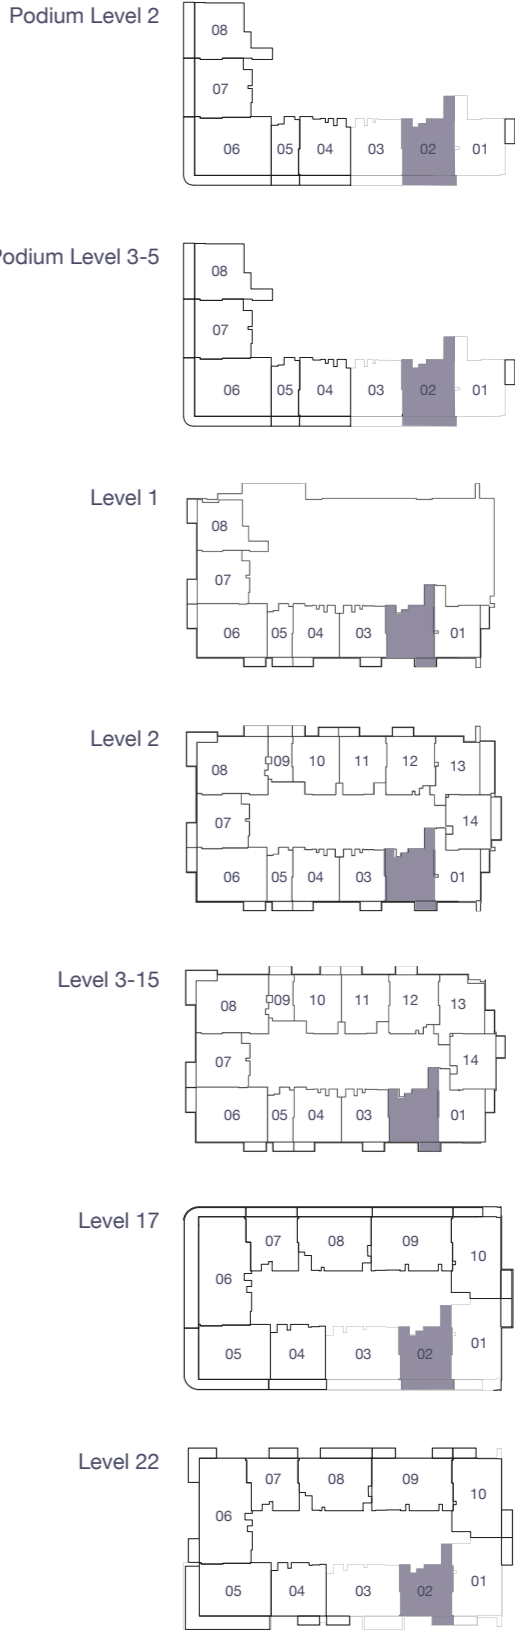 Podium Level 2
08
07
06 05 04 03 02 01
Podium Level 3-5
08
07
06 05 04 03 02 01
Level 1
08
07
06 05 04 03 01
Level 2
08 09 10 11 12 13
07 14
06 05 04 03 01
Level 3-15
08 09 10 11 12 13
07 14
06 05 04 03 01
Level 17
07 08 09 10
06
05 04 03 02 01
Level 22
07 08 09 10
06
05 04 03 02 01